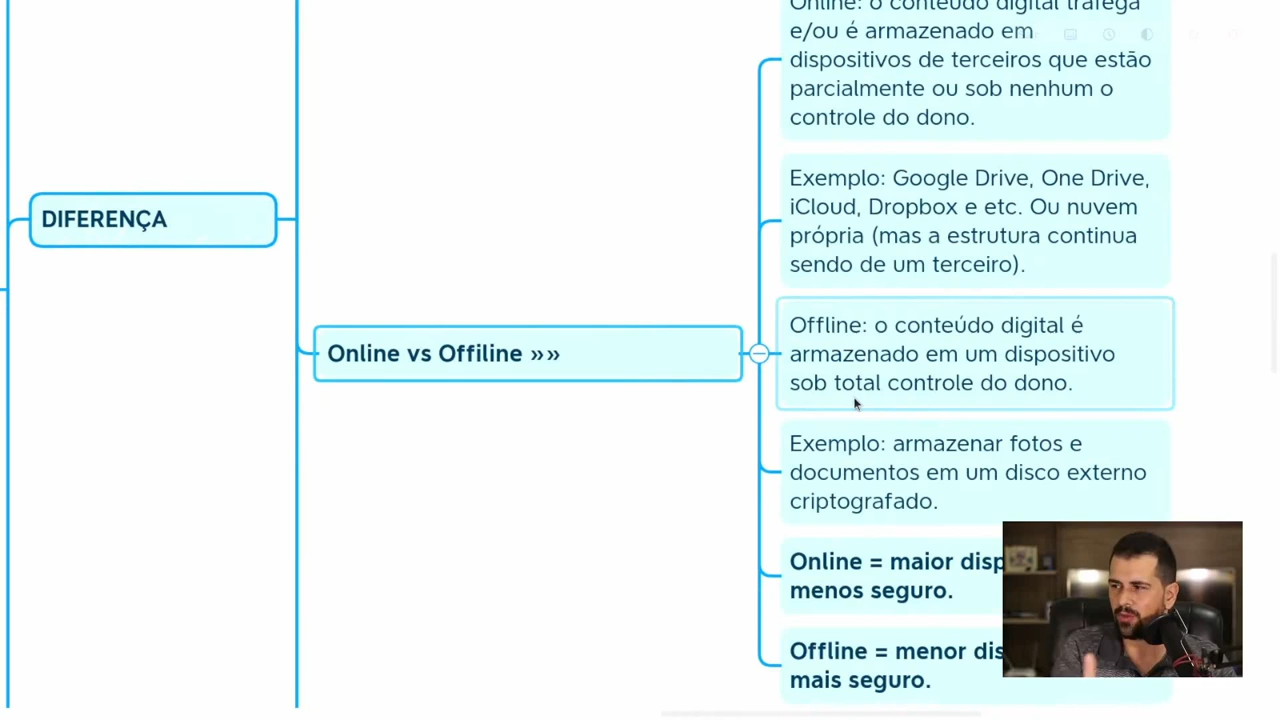 Online: o conteúdo digital trafega
e/ou é armazenado em
dispositivos de terceiros que estão
parcialmente ou sob nenhum o
controle do dono.
Exemplo: Google Drive, One Drive,
iCloud, Dropbox e etc. Ou nuvem
própria (mas a estrutura continua
sendo de um terceiro).
DIFERENÇA
Online vs Offiline »»
Offline: o conteúdo digital é
armazenado em um dispositivo
sob total controle do dono.
Exemplo: armazenar fotos e
documentos em um disco externo
criptografado.
Online = maior disp
menos seguro.
Offline = menor dis
mais seguro.